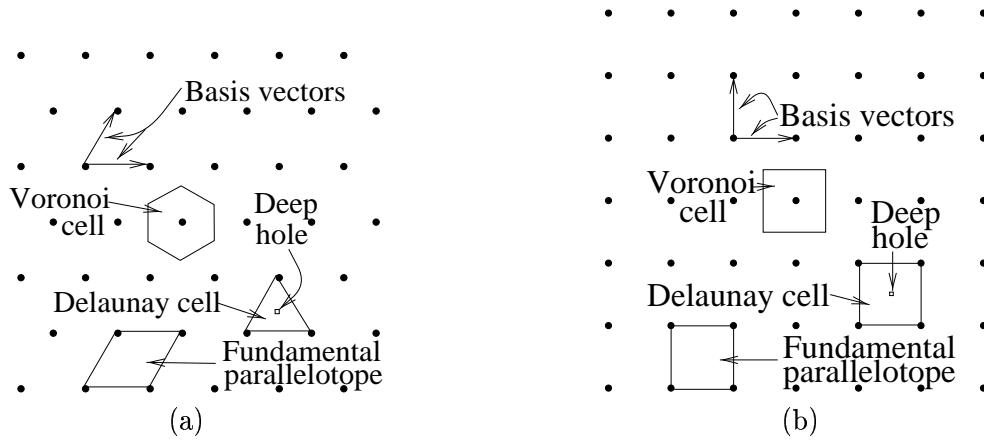 Basis vectors
Voronoi
cell
Deep
hole
Delaunay cell
Fundamental
parallelotope
(a)
Basis vectors
Voronoi
cell
Deep
hole
Delaunay cell
Fundamental
parallelotope
(b)